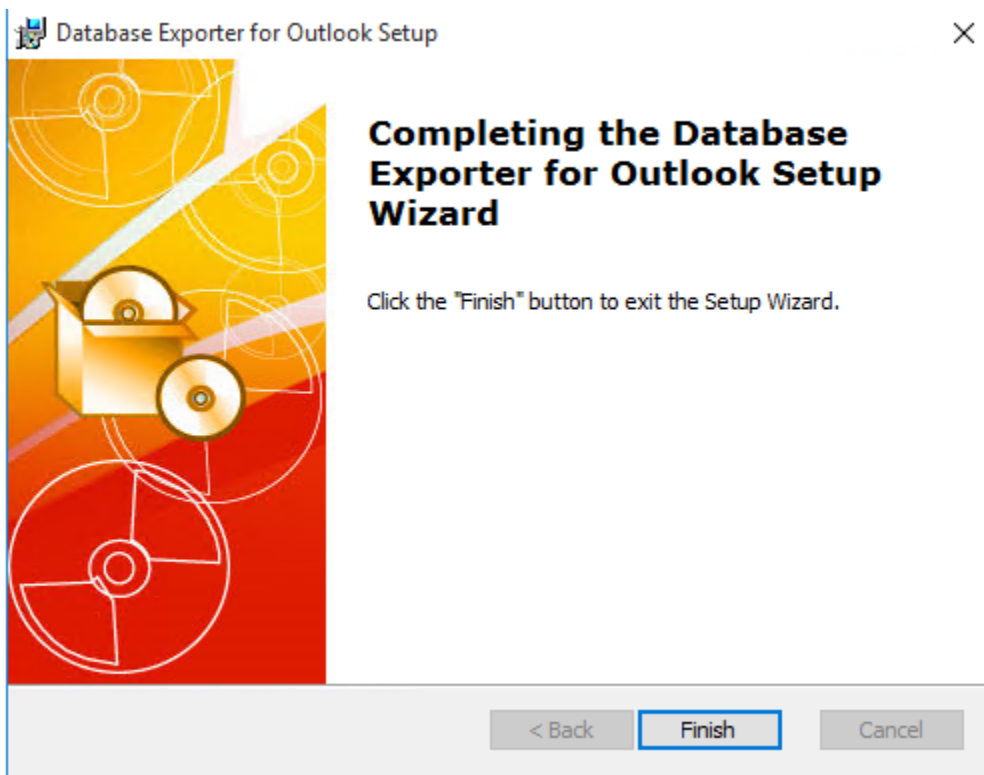 Database Exporter for Outlook Setup
Completing the Database
Exporter for Outlook Setup
Wizard
Click the "Finish" button to exit the Setup Wizard.
< Back
Finish
Cancel